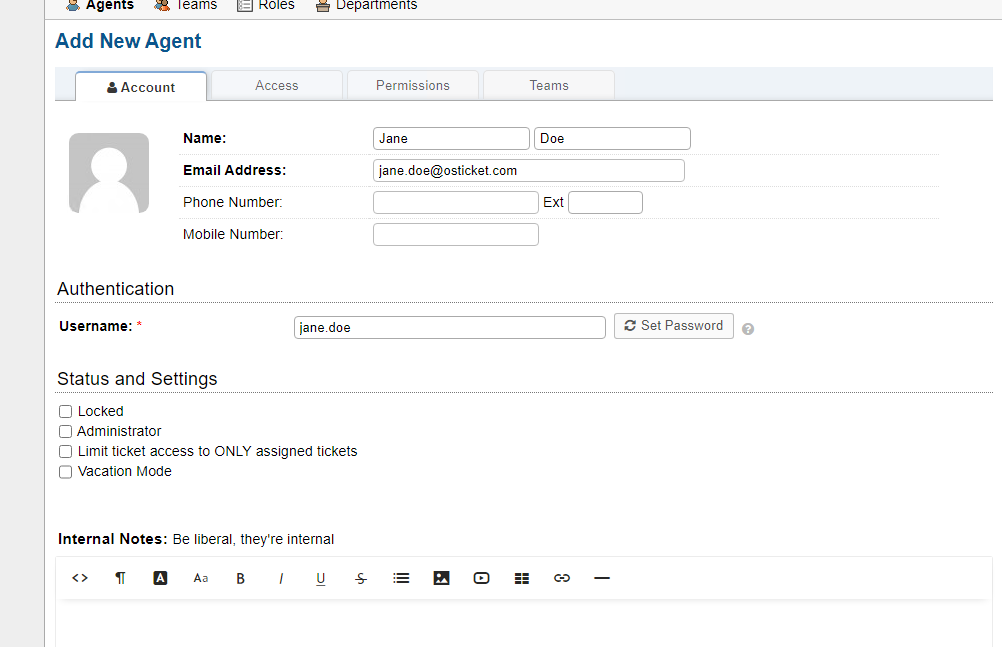 Agents Teams Roles Departments
Add New Agent
Account Access Permissions Teams
Name: Jane Doe
Email Address: jane.doe@osticket.com
Phone Number: Ext
Mobile Number:
Authentication
Username: * jane.doe Set Password ?
Status and Settings
Locked
Administrator
Limit ticket access to ONLY assigned tickets
Vacation Mode
Internal Notes: Be liberal, they're internal
<> ¶ A Aa B I U S